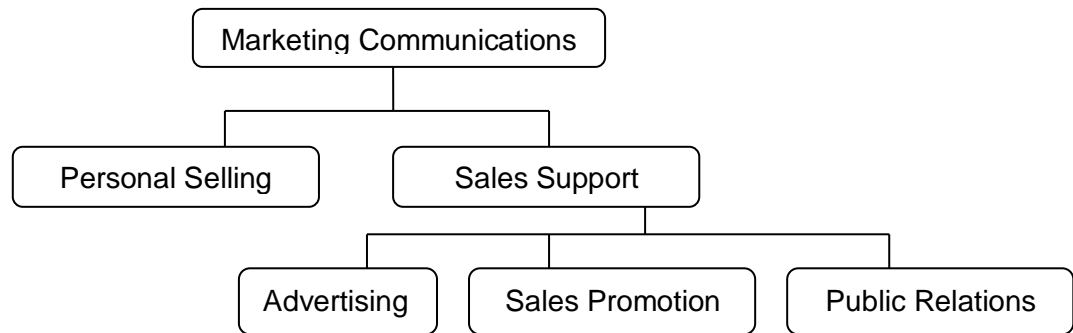 Marketing Communications
Personal Selling
Sales Support
Advertising
Sales Promotion
Public Relations